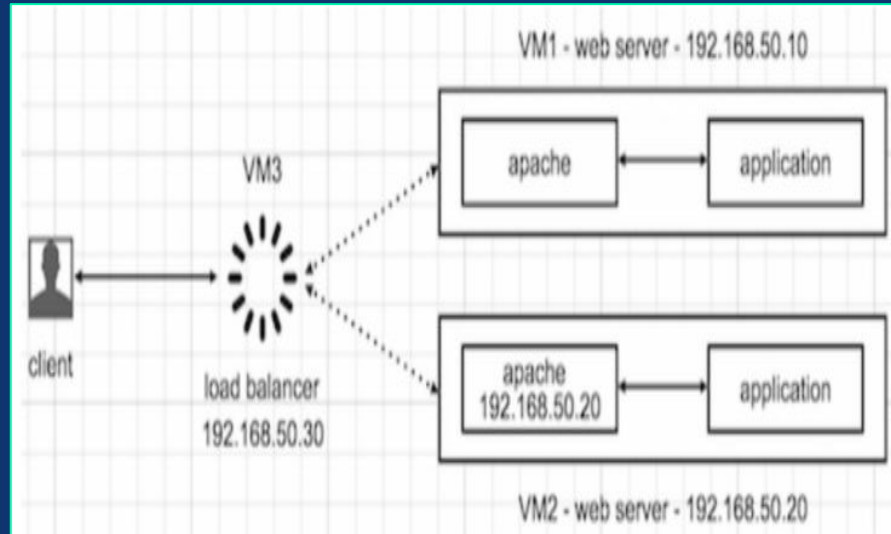 VM1 - web server - 192.168.50.10
apache
application
VM3
client
load balancer
192.168.50.30
apache
192.168.50.20
application
VM2 - web server - 192.168.50.20